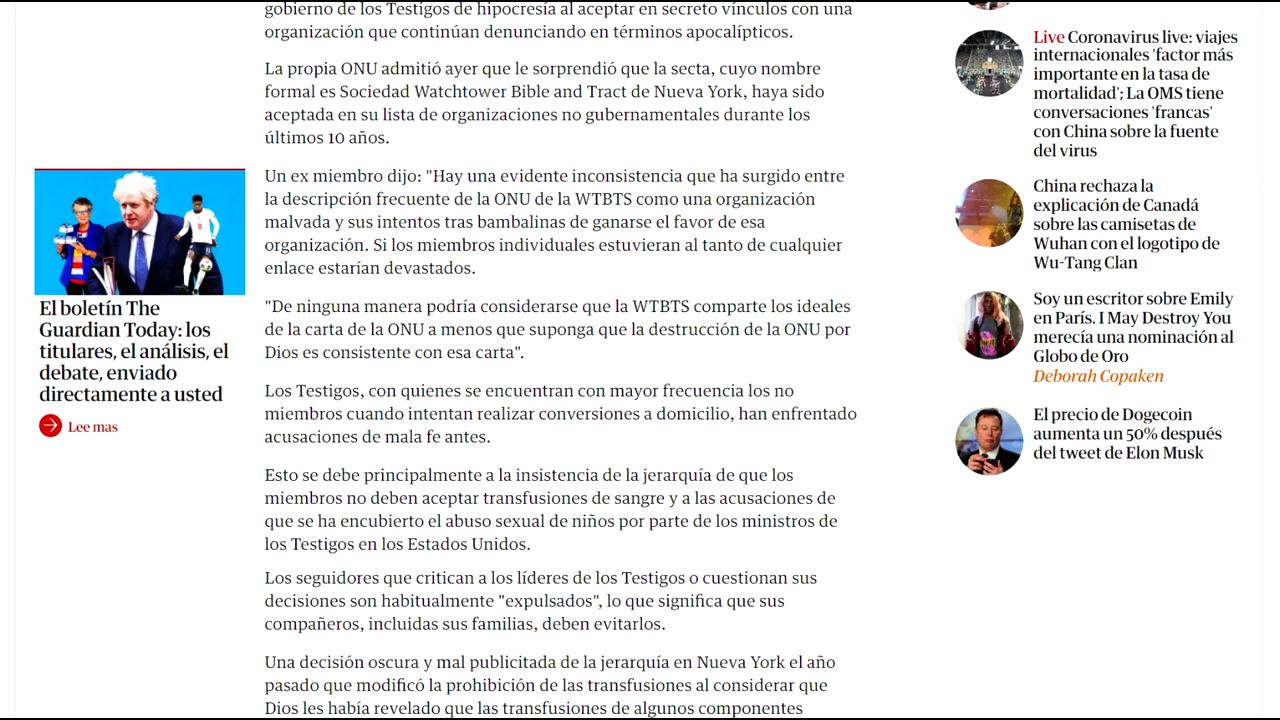 gobierno de los Testigos de hipocresía al aceptar en secreto vínculos con una
organización que continúan denunciando en términos apocalípticos.
La propia ONU admitió ayer que le sorprendió que la secta, cuyo nombre
formal es Sociedad Watchtower Bible and Tract de Nueva York, haya sido
aceptada en su lista de organizaciones no gubernamentales durante los
últimos 10 años.
Un ex miembro dijo: "Hay una evidente inconsistencia que ha surgido entre
la descripción frecuente de la ONU de la WTBTS como una organización
malvada y sus intentos tras bambalinas de ganarse el favor de esa
organización. Si los miembros individuales estuvieran al tanto de cualquier
enlace estarían devastados.
"De ninguna manera podría considerarse que la WTBTS comparte los ideales
de la carta de la ONU a menos que suponga que la destrucción de la ONU por
Dios es consistente con esa carta".
Los Testigos, con quienes se encuentran con mayor frecuencia los no
miembros cuando intentan realizar conversiones a domicilio, han enfrentado
acusaciones de mala fe antes.
Esto se debe principalmente a la insistencia de la jerarquía de que los
miembros no deben aceptar transfusiones de sangre y a las acusaciones de
que se ha encubierto el abuso sexual de niños por parte de los ministros de
los Testigos en los Estados Unidos.
Los seguidores que critican a los líderes de los Testigos o cuestionan sus
decisiones son habitualmente "expulsados", lo que significa que sus
compañeros, incluidas sus familias, deben evitarlos.
Una decisión oscura y mal publicitada de la jerarquía en Nueva York el año
pasado que modificó la prohibición de las transfusiones al considerar que
Dios les había revelado que las transfusiones de algunos componentes
El boletín The
Guardian Today: los
titulares, el análisis, el
debate, enviado
directamente a usted
Lee mas
Live Coronavirus live: viajes
internacionales 'factor más
importante en la tasa de
mortalidad'; La OMS tiene
conversaciones 'francas'
con China sobre la fuente
del virus
China rechaza la
explicación de Canadá
sobre las camisetas de
Wuhan con el logotipo de
Wu-Tang Clan
Soy un escritor sobre Emily
en París. I May Destroy You
merecía una nominación al
Globo de Oro
Deborah Copaken
El precio de Dogecoin
aumenta un 50% después
del tweet de Elon Musk